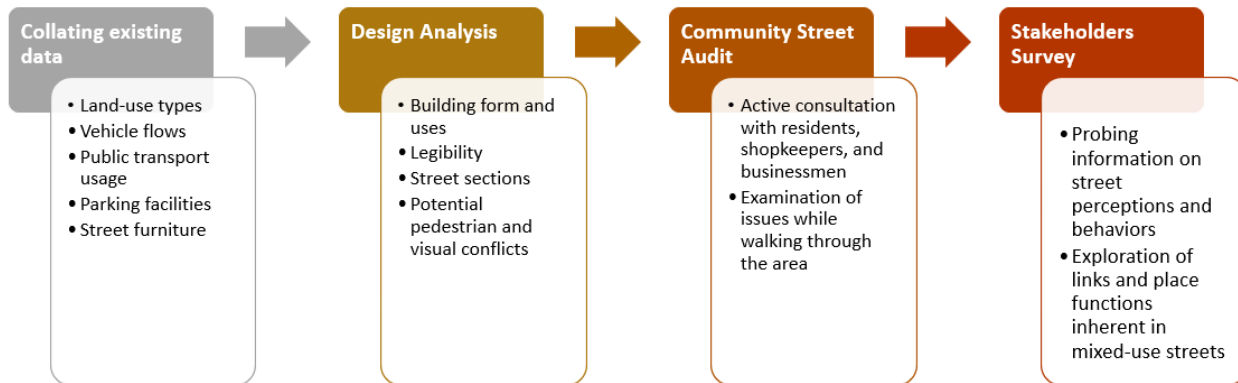 Collating existing
data
• Land-use types
• Vehicle flows
• Public transport
usage
• Parking facilities
• Street furniture
Design Analysis
• Building form and
uses
• Legibility
• Street sections
• Potential
pedestrian and
visual conflicts
Community Street
Audit
• Active consultation
with residents,
shopkeepers, and
businessmen
• Examination of
issues while
walking through
the area
Stakeholders
Survey
• Probing
information on
street
perceptions and
behaviors
• Exploration of
links and place
functions
inherent in
mixed-use streets